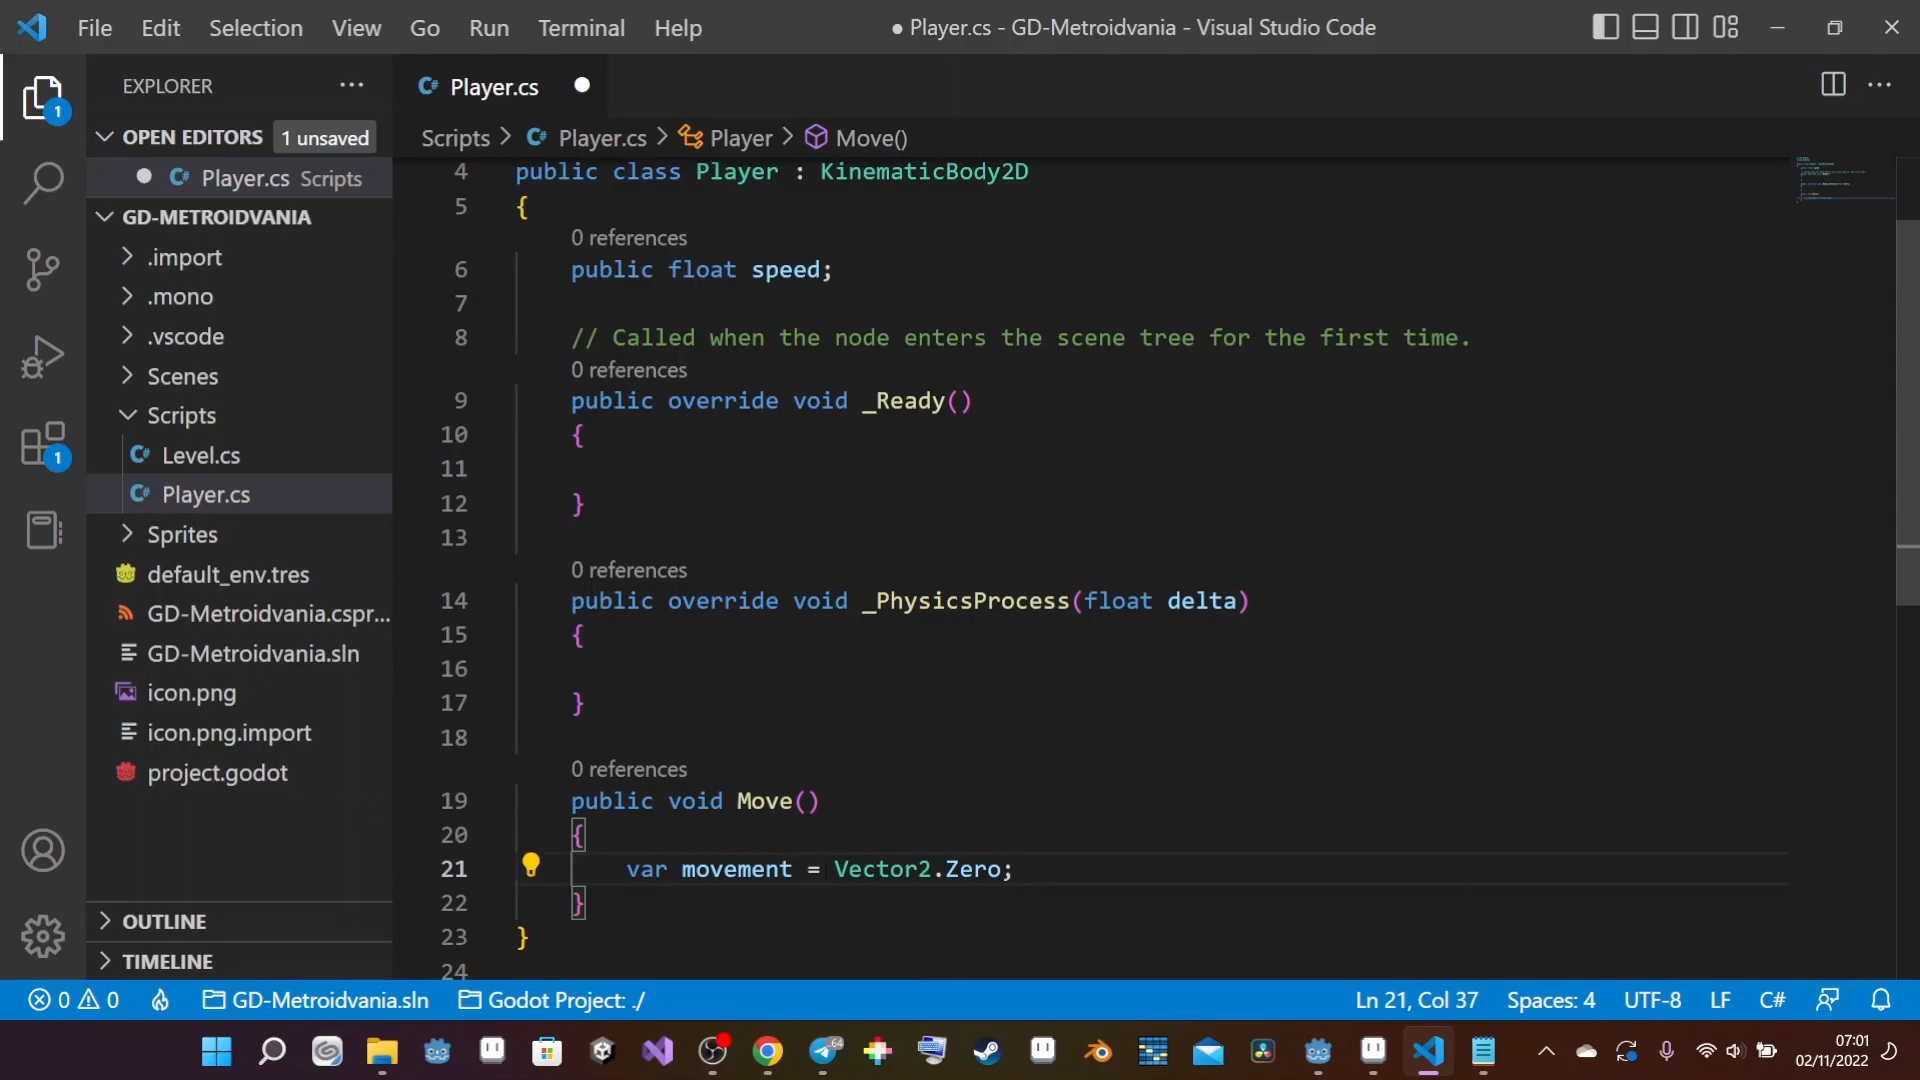 File Edit Selection View Go Run Terminal Help ● Player.cs - GD-Metroidvania - Visual Studio Code
EXPLORER
OPEN EDITORS 1 unsaved
Player.cs Scripts
GD-METROIDVANIA
.import
.mono
.vscode
Scenes
Scripts
Level.cs
Player.cs
Sprites
default_env.tres
GD-Metroidvania.cspr...
GD-Metroidvania.sln
icon.png
icon.png.import
project.godot
OUTLINE
TIMELINE
1
1
Player.cs
Scripts > Player.cs > Player > Move()
4 public class Player : KinematicBody2D
5 {
0 references
6 public float speed;
7
8 // Called when the node enters the scene tree for the first time.
0 references
9 public override void _Ready()
10 {
11
12 }
13
0 references
14 public override void _PhysicsProcess(float delta)
15 {
16
17 }
18
0 references
19 public void Move()
20 {
21 var movement = Vector2.Zero;
22 }
23 }
24
0 0 GD-Metroidvania.sln Godot Project: ./ Ln 21, Col 37 Spaces: 4 UTF-8 LF C#
64
07:01
02/11/2022